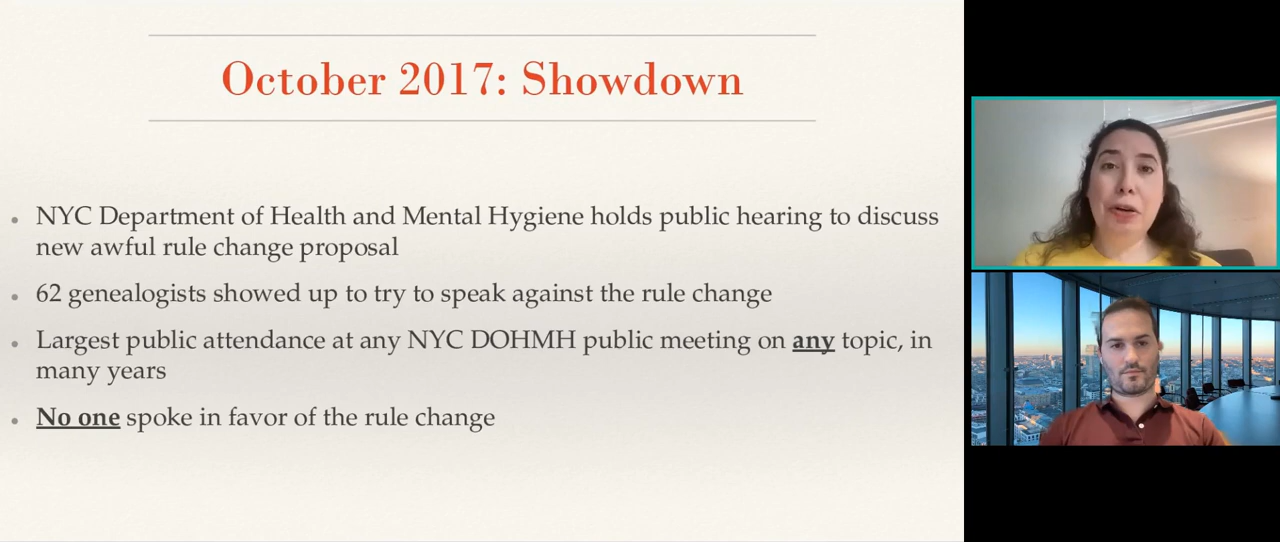 October 2017: Showdown
NYC Department of Health and Mental Hygiene holds public hearing to discuss
new awful rule change proposal
62 genealogists showed up to try to speak against the rule change
Largest public attendance at any NYC DOHMH public meeting on any topic, in
many years
No one spoke in favor of the rule change